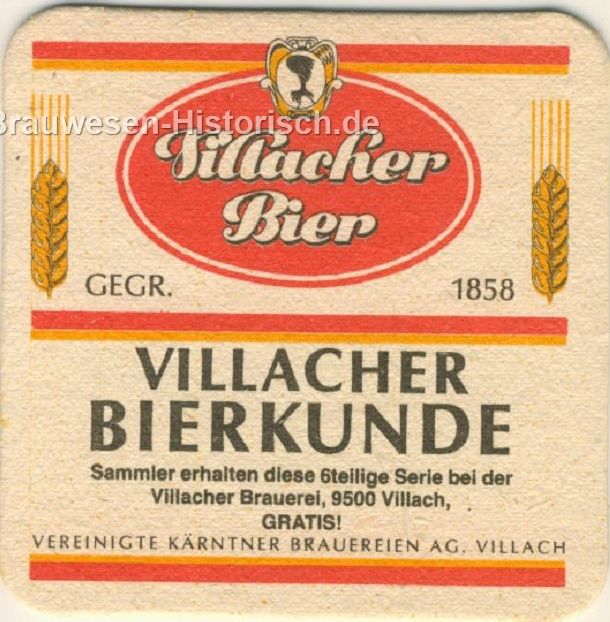 Brauwesen-Historisch.de
Villacher
Bier
GEGR. 1858
VILLACHER
BIERKUNDE
Sammler erhalten diese 6teilige Serie bei der
Villacher Brauerei, 9500 Villach,
GRATIS!
VEREINIGTE KÄRNTNER BRAUEREIEN AG. VILLACH